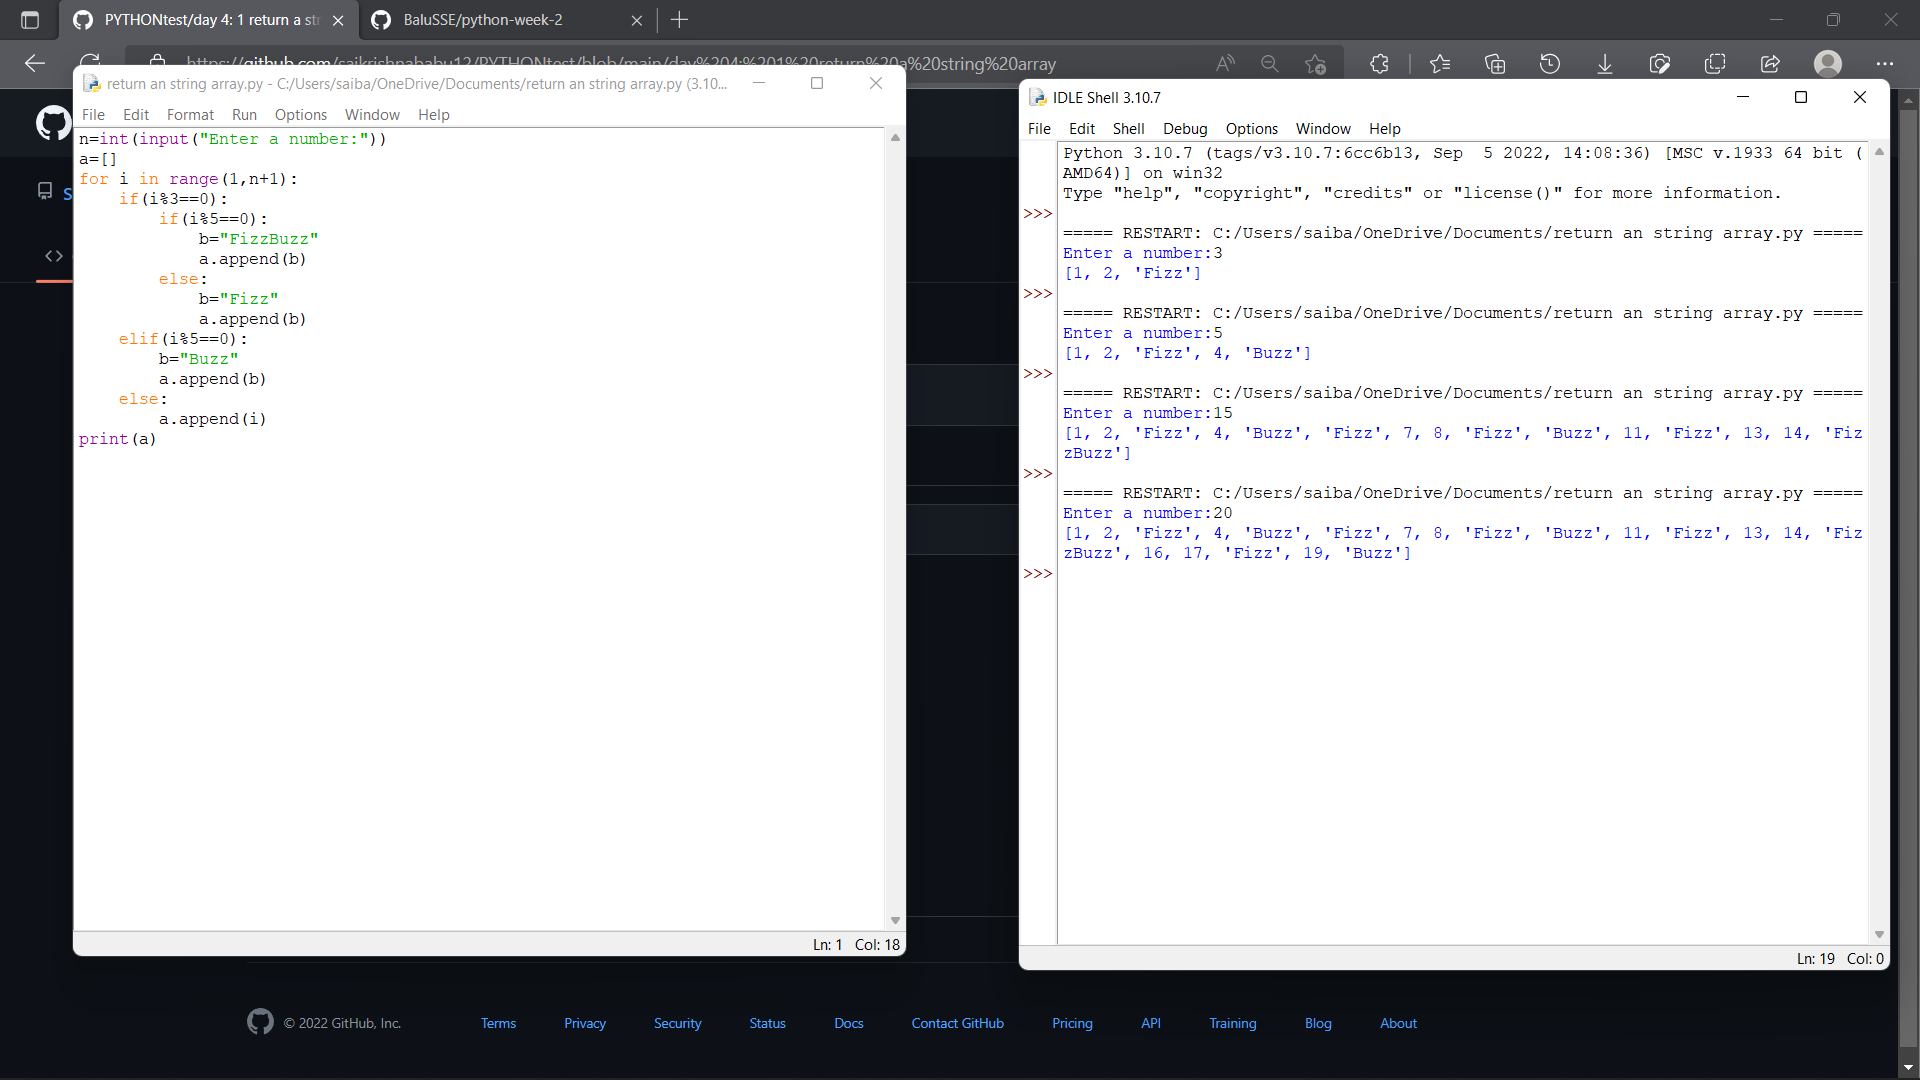 PYTHONtest/day 4: 1 return a st
BaluSSE/python-week-2
https://github.com/saikrishnababu12/PYTHONtest/blob/main/day%204:%201%20return%20a%20string%20array
return an string array.py - C:/Users/saiba/OneDrive/Documents/return an string array.py (3.10...
File Edit Format Run Options Window Help
n=int(input("Enter a number:"))
a=[]
for i in range(1,n+1):
    if(i%3==0):
        if(i%5==0):
            b="FizzBuzz"
            a.append(b)
        else:
            b="Fizz"
            a.append(b)
    elif(i%5==0):
        b="Buzz"
        a.append(b)
    else:
        a.append(i)
print(a)
Ln: 1 Col: 18
IDLE Shell 3.10.7
File Edit Shell Debug Options Window Help
Python 3.10.7 (tags/v3.10.7:6cc6b13, Sep  5 2022, 14:08:36) [MSC v.1933 64 bit (
AMD64)] on win32
Type "help", "copyright", "credits" or "license()" for more information.
>>>
===== RESTART: C:/Users/saiba/OneDrive/Documents/return an string array.py =====
Enter a number:3
[1, 2, 'Fizz']
>>>
===== RESTART: C:/Users/saiba/OneDrive/Documents/return an string array.py =====
Enter a number:5
[1, 2, 'Fizz', 4, 'Buzz']
>>>
===== RESTART: C:/Users/saiba/OneDrive/Documents/return an string array.py =====
Enter a number:15
[1, 2, 'Fizz', 4, 'Buzz', 'Fizz', 7, 8, 'Fizz', 'Buzz', 11, 'Fizz', 13, 14, 'Fiz
zBuzz']
>>>
===== RESTART: C:/Users/saiba/OneDrive/Documents/return an string array.py =====
Enter a number:20
[1, 2, 'Fizz', 4, 'Buzz', 'Fizz', 7, 8, 'Fizz', 'Buzz', 11, 'Fizz', 13, 14, 'Fiz
zBuzz', 16, 17, 'Fizz', 19, 'Buzz']
>>>
Ln: 19 Col: 0
© 2022 GitHub, Inc. Terms Privacy Security Status Docs Contact GitHub Pricing API Training Blog About